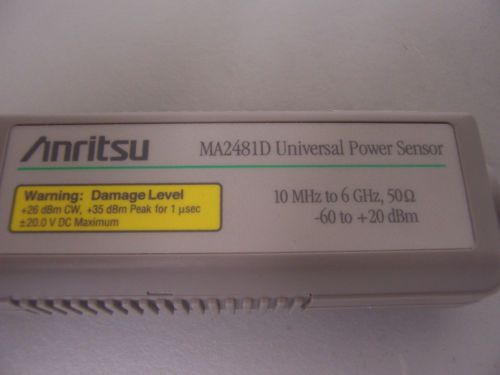 Anritsu
MA2481D Universal Power Sensor
Warning: Damage Level
+26 dBm CW, +35 dBm Peak for 1 µsec
±20.0 V DC Maximum
10 MHz to 6 GHz, 50Ω
-60 to +20 dBm